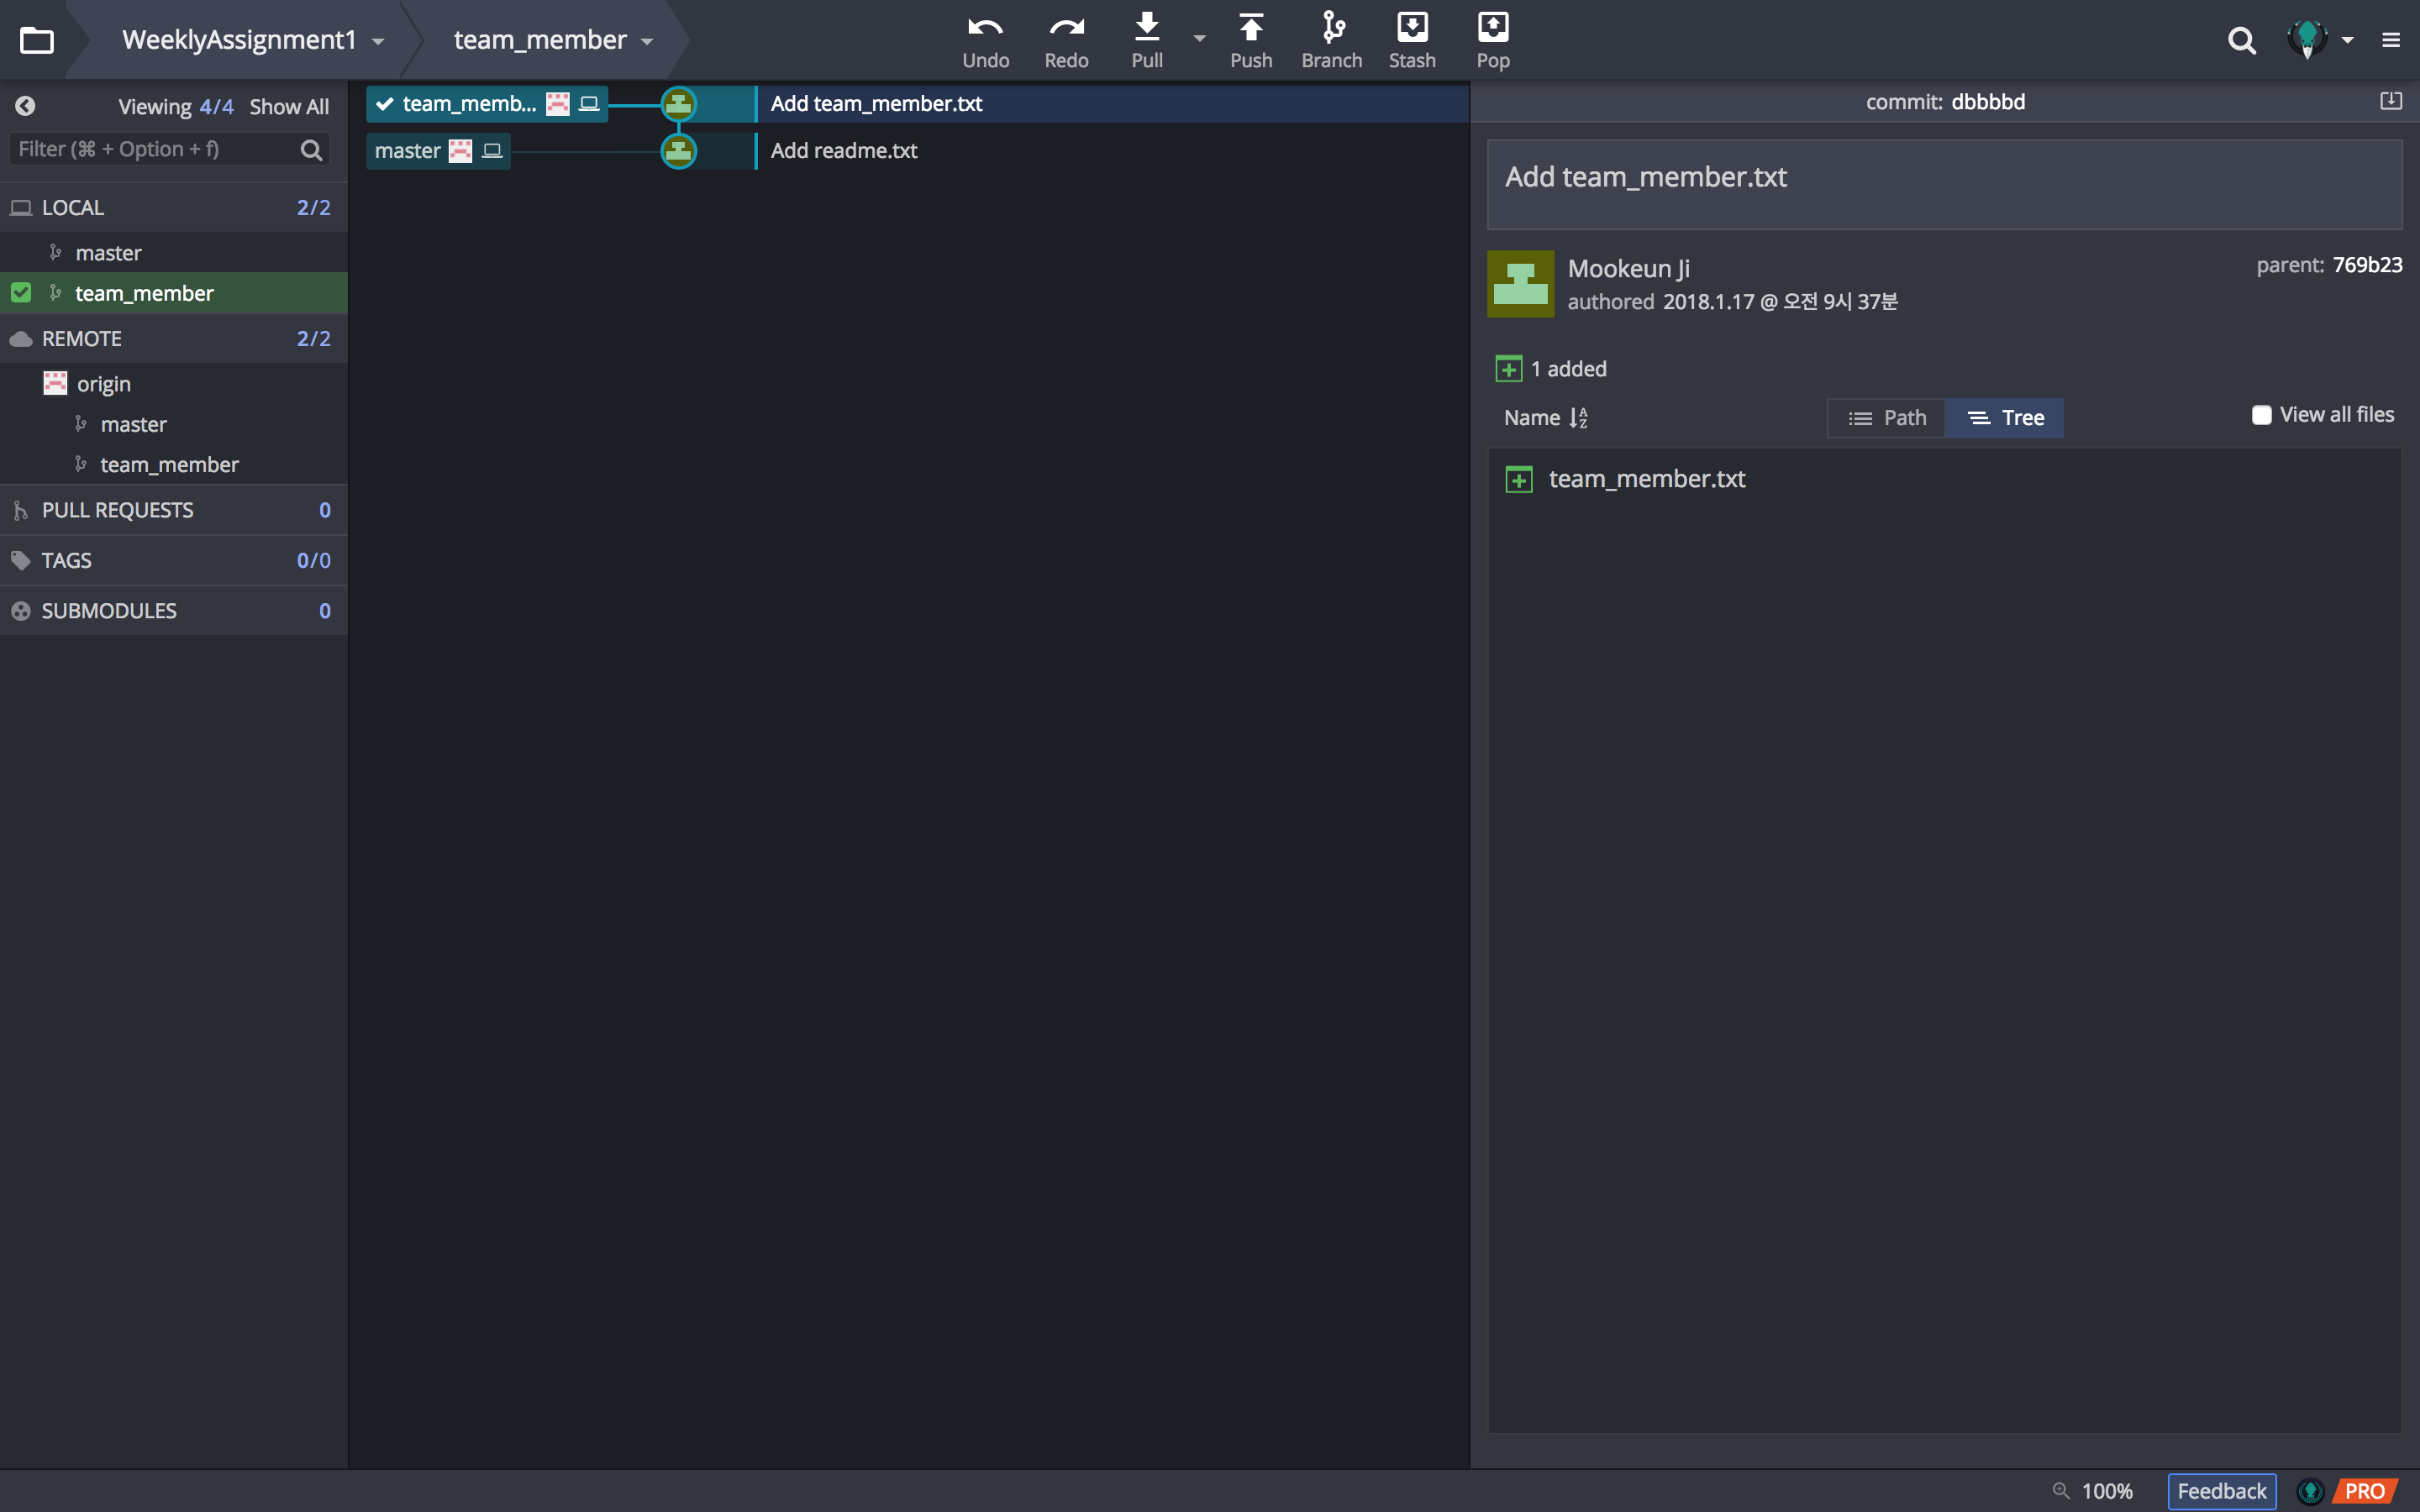 WeeklyAssignment1
team_member
Undo
Redo
Pull
Push
Branch
Stash
Pop
Viewing 4/4 Show All
Filter (⌘ + Option + f)
LOCAL 2/2
master
team_member
REMOTE 2/2
origin
master
team_member
PULL REQUESTS 0
TAGS 0/0
SUBMODULES 0
team_memb... Add team_member.txt
master Add readme.txt
commit: dbbbbd
Add team_member.txt
Mookeun Ji
parent: 769b23
authored 2018.1.17 @ 오전 9시 37분
1 added
Name
Path
Tree
View all files
team_member.txt
100%
Feedback
PRO